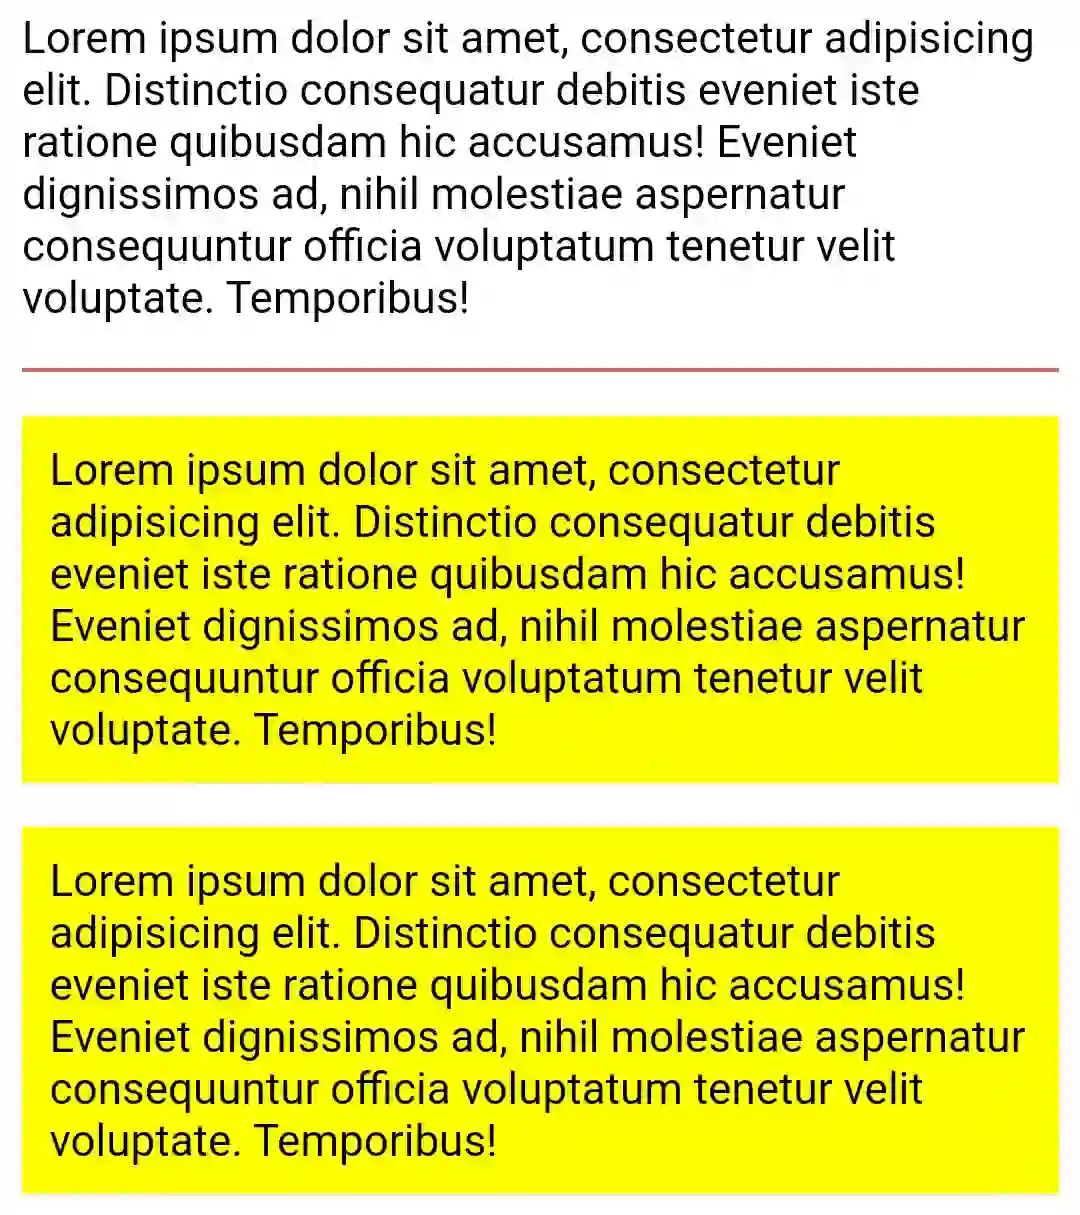 Lorem ipsum dolor sit amet, consectetur adipisicing
elit. Distinctio consequatur debitis eveniet iste
ratione quibusdam hic accusamus! Eveniet
dignissimos ad, nihil molestiae aspernatur
consequuntur officia voluptatum tenetur velit
voluptate. Temporibus!
Lorem ipsum dolor sit amet, consectetur
adipisicing elit. Distinctio consequatur debitis
eveniet iste ratione quibusdam hic accusamus!
Eveniet dignissimos ad, nihil molestiae aspernatur
consequuntur officia voluptatum tenetur velit
voluptate. Temporibus!
Lorem ipsum dolor sit amet, consectetur
adipisicing elit. Distinctio consequatur debitis
eveniet iste ratione quibusdam hic accusamus!
Eveniet dignissimos ad, nihil molestiae aspernatur
consequuntur officia voluptatum tenetur velit
voluptate. Temporibus!